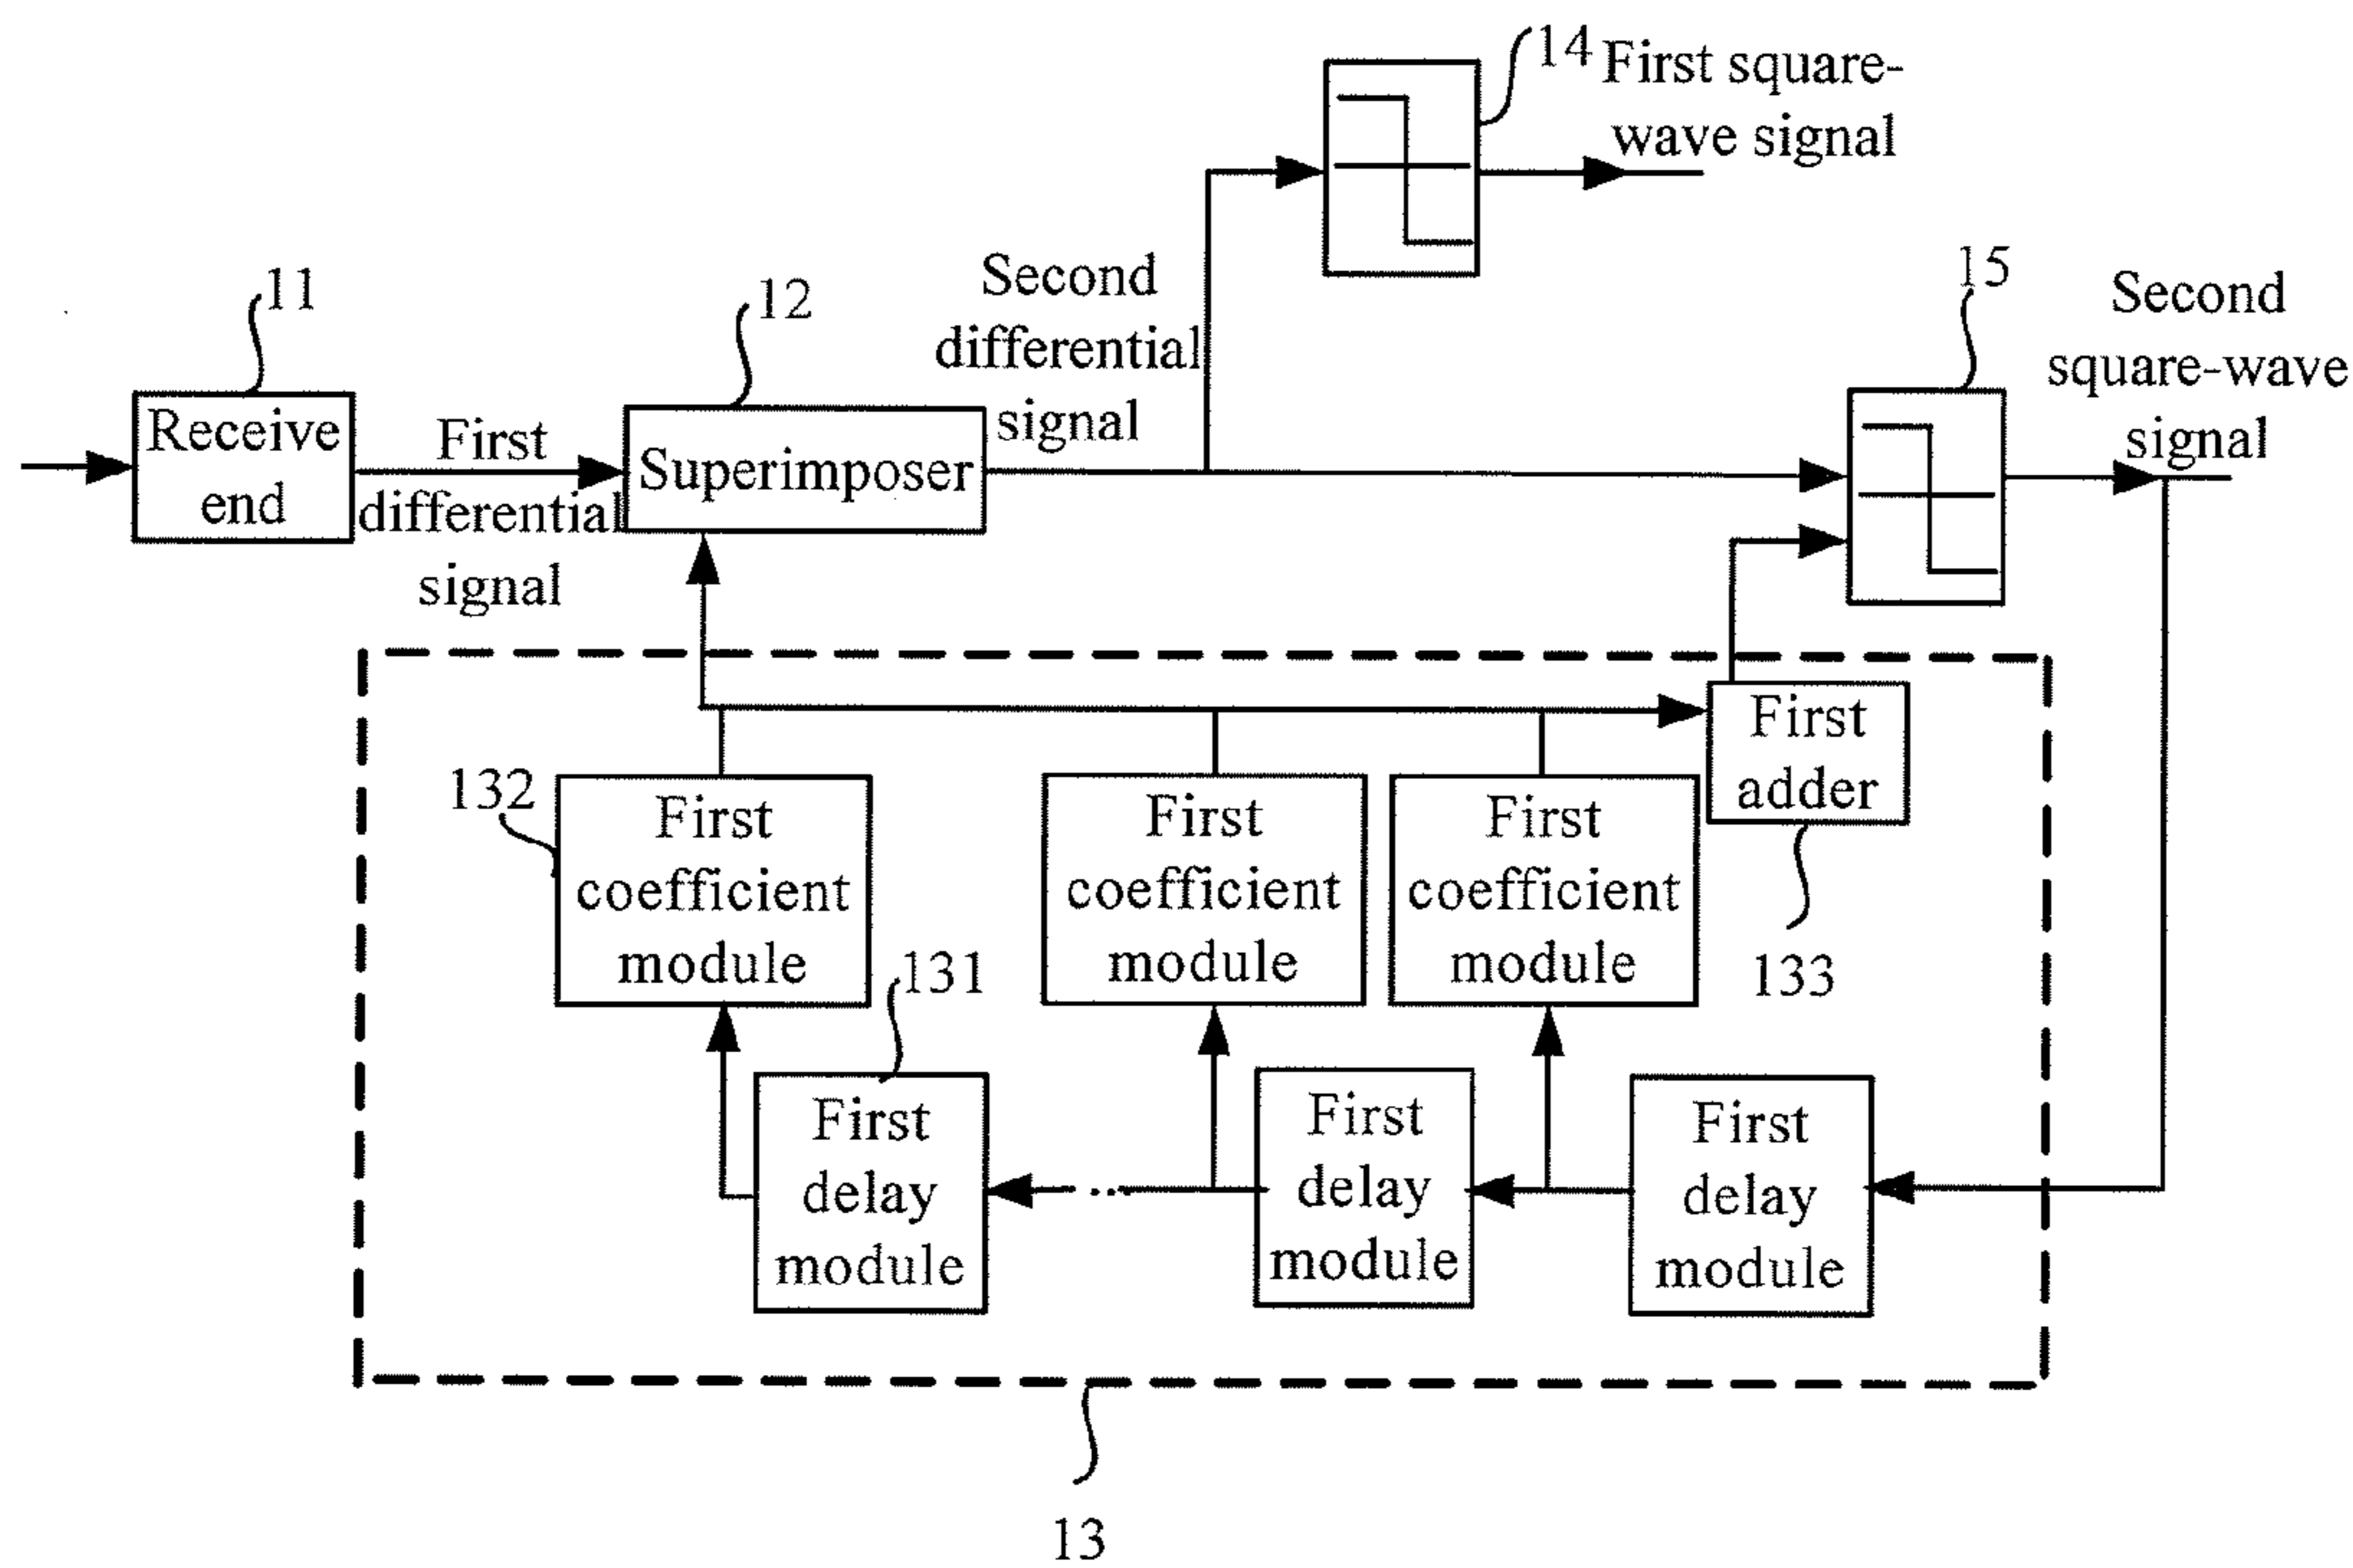 14
First square-
wave signal
11
12
Second
differential
signal
15
Second
square-wave
signal
Receive
end
First
differential
signal
Superimposer
132
First
coefficient
module
First
coefficient
module
First
coefficient
module
First
adder
133
131
First
delay
module
...
First
delay
module
First
delay
module
13